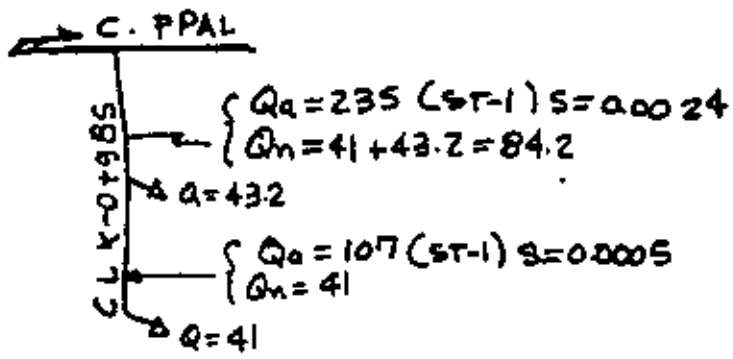 C. PPAL
Qa = 235 (ST-1) S=0.0024
Qn = 41 + 43.2 = 84.2
Q = 43.2
CL K-0+985
Qa = 107 (ST-1) S=0.0005
Qn = 41
Q = 41